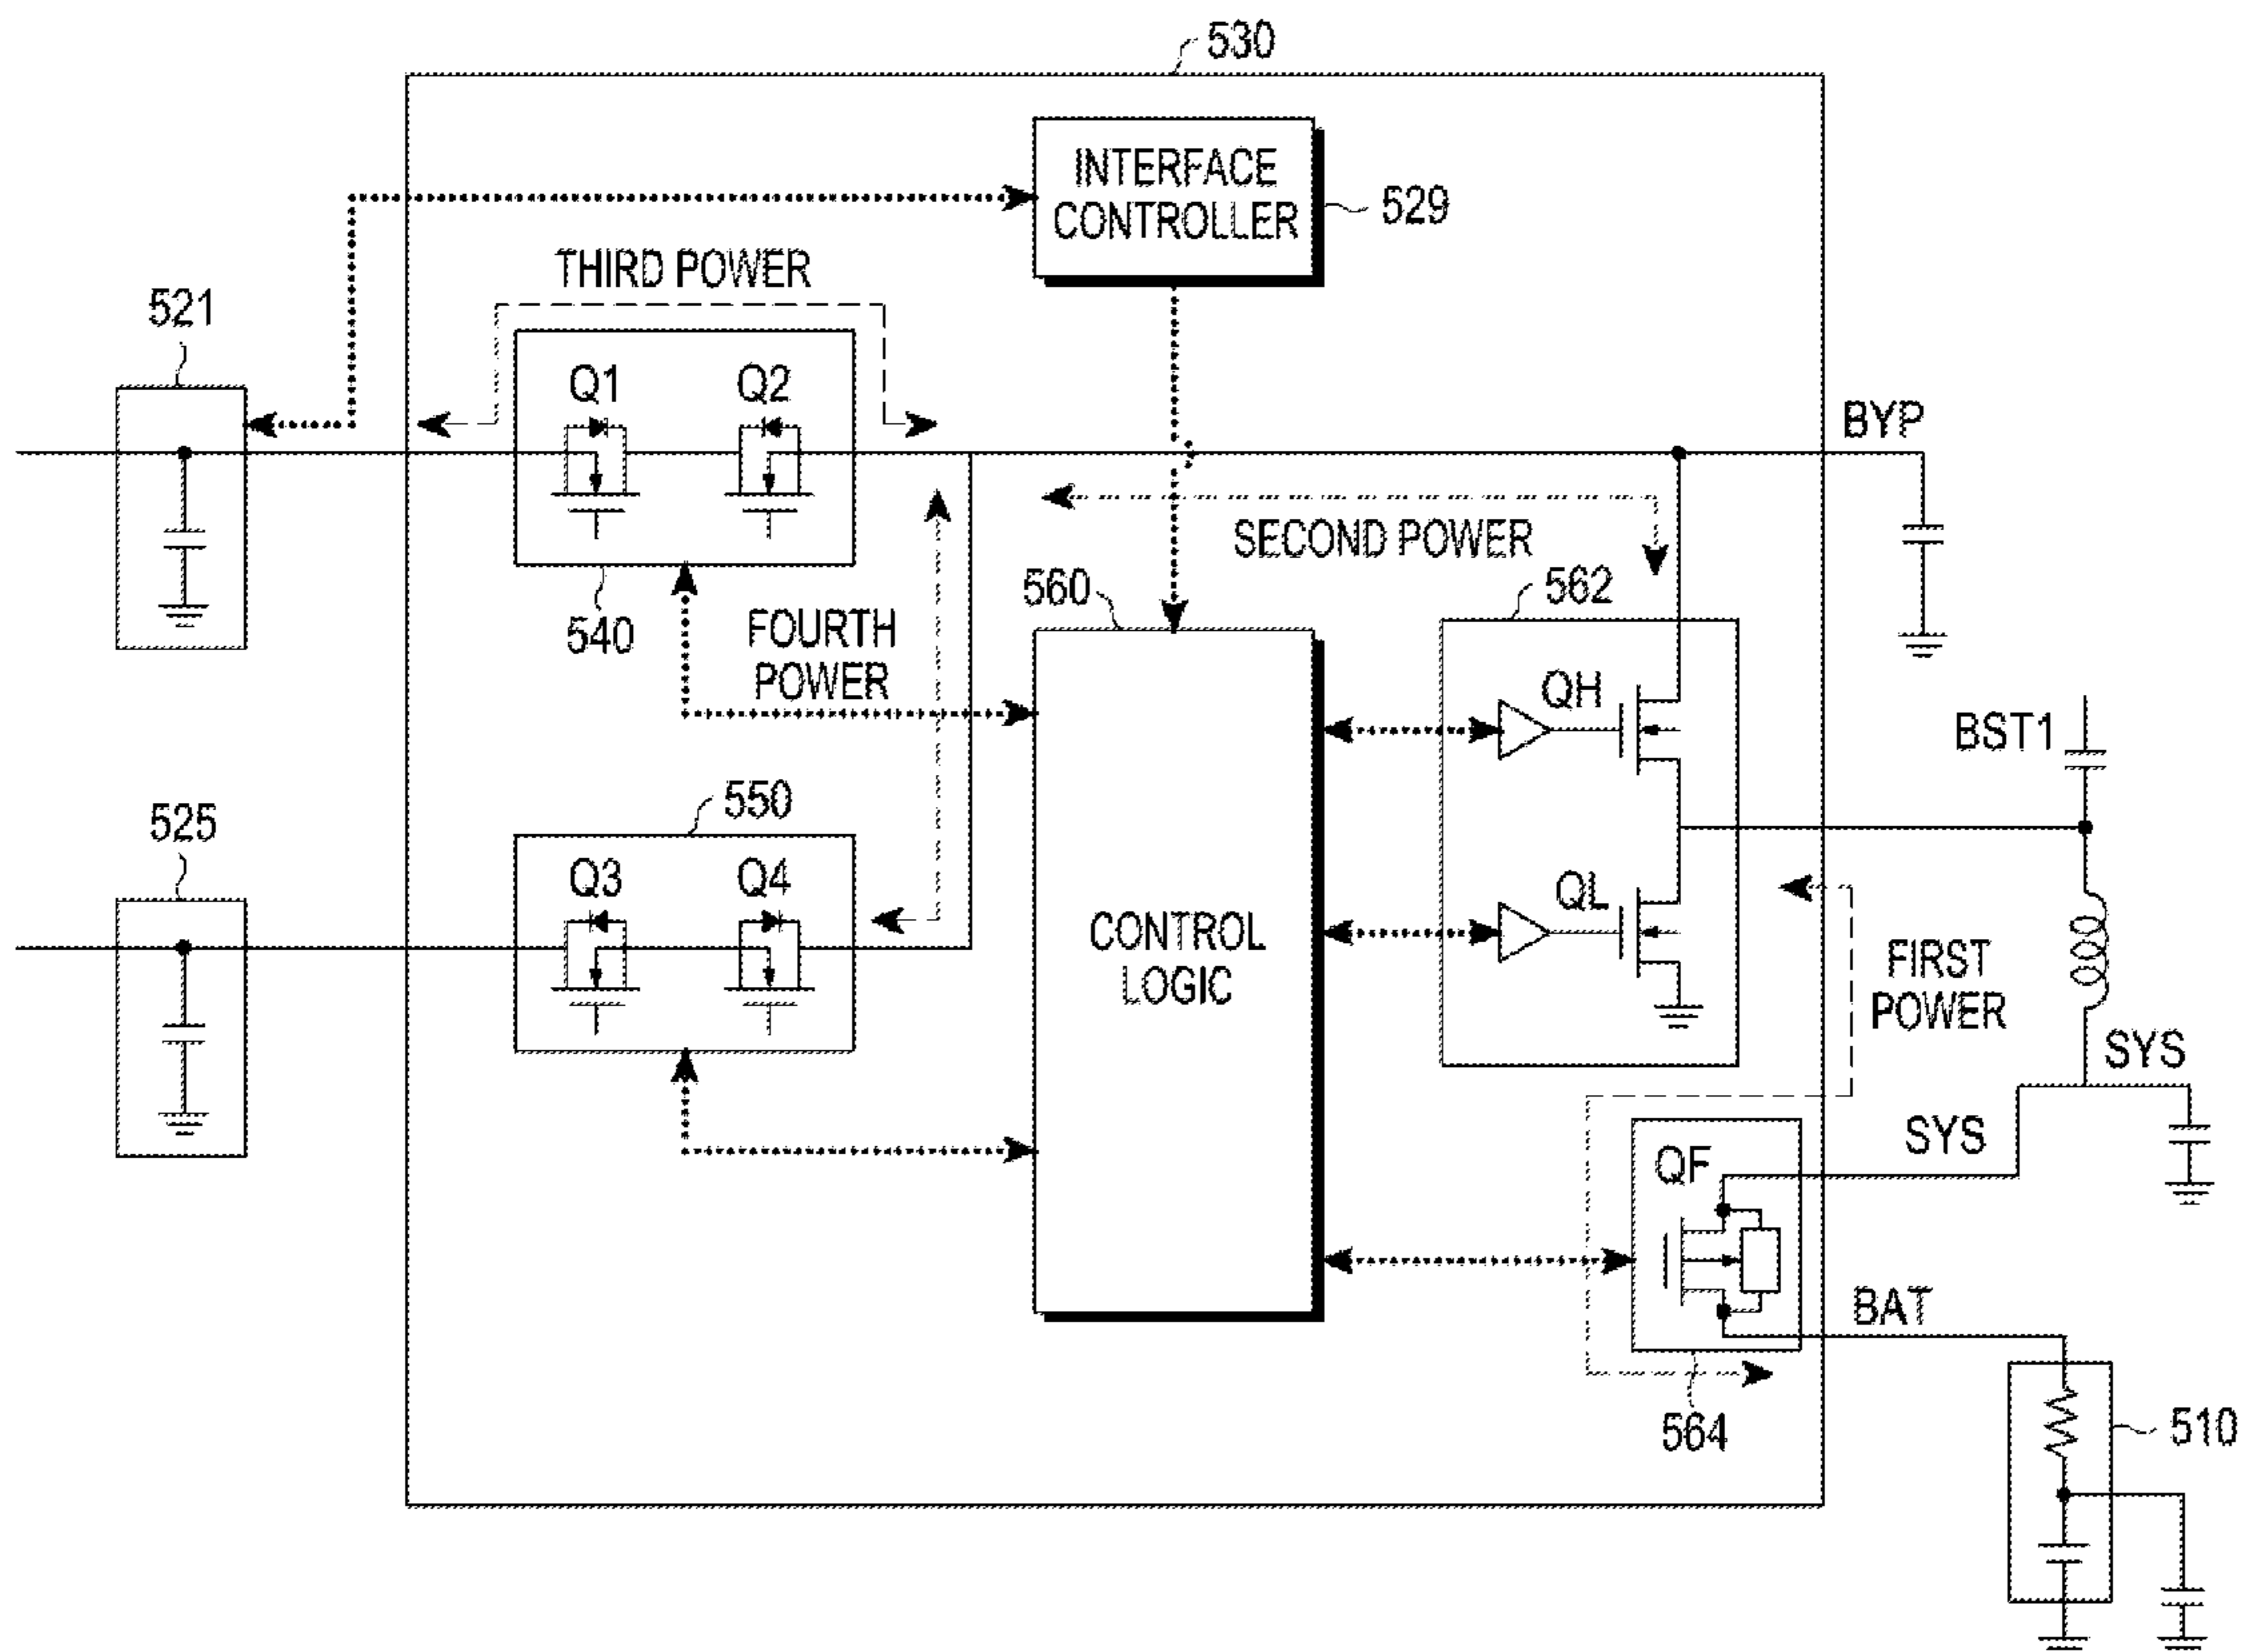 530
INTERFACE
CONTROLLER
529
THIRD POWER
521
Q1
Q2
BYP
SECOND POWER
540
FOURTH
POWER
560
562
QH
BST1
525
550
Q3
Q4
CONTROL
LOGIC
QL
FIRST
POWER
SYS
SYS
QF
BAT
564
510